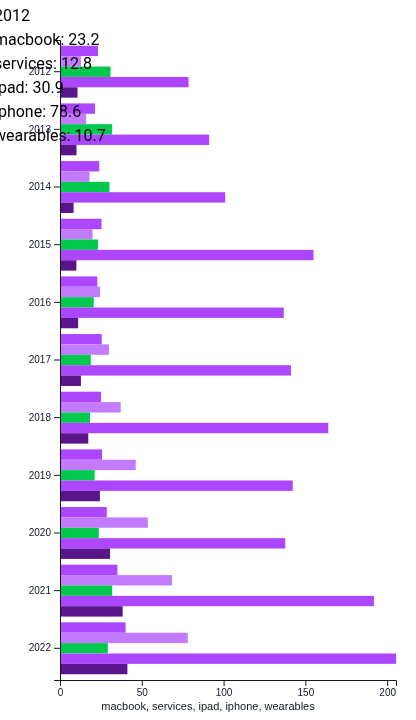 2012
macbook: 23.2
services: 12.8
ipad: 30.9
iphone: 78.6
wearables: 10.7
2012
2013
2014
2015
2016
2017
2018
2019
2020
2021
2022
0 50 100 150 200
macbook, services, ipad, iphone, wearables